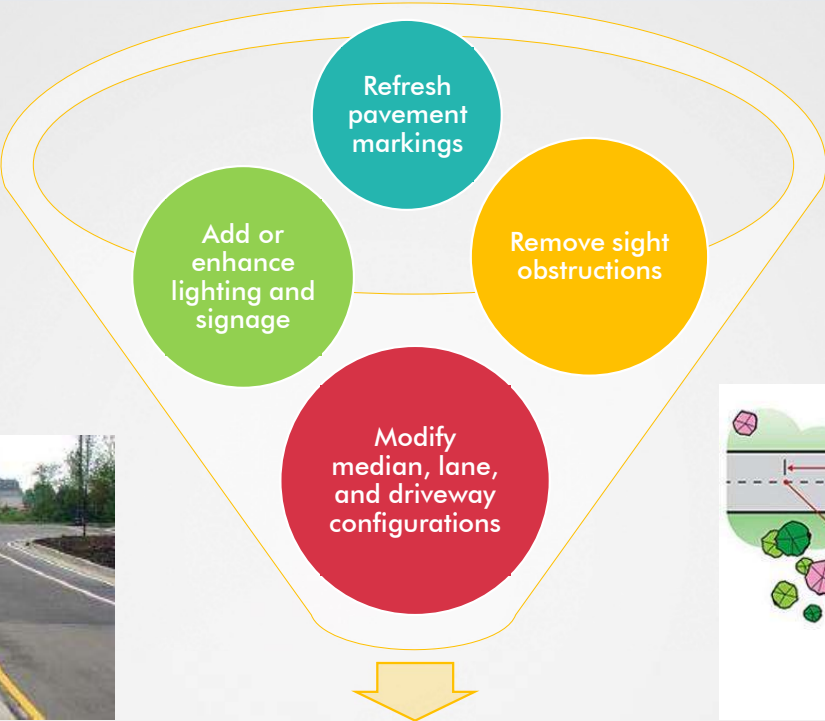 Refresh
pavement
markings
Add or
enhance
lighting and
signage
Remove sight
obstructions
Modify
median, lane,
and driveway
configurations